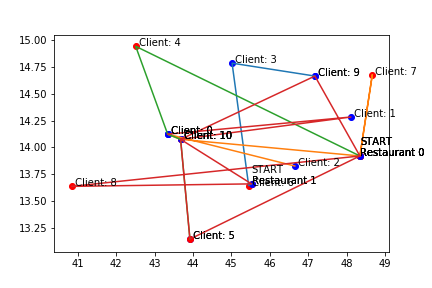 15.00
Client: 4
14.75
Client: 3
Client: 9
Client: 7
14.50
14.25
Client: 1
Client: 0
Client: 10
START
14.00
Restaurant 0
Client: 2
13.75
START
Client: 8
Client: 6
Restaurant 1
13.50
13.25
Client: 5
41 42 43 44 45 46 47 48 49